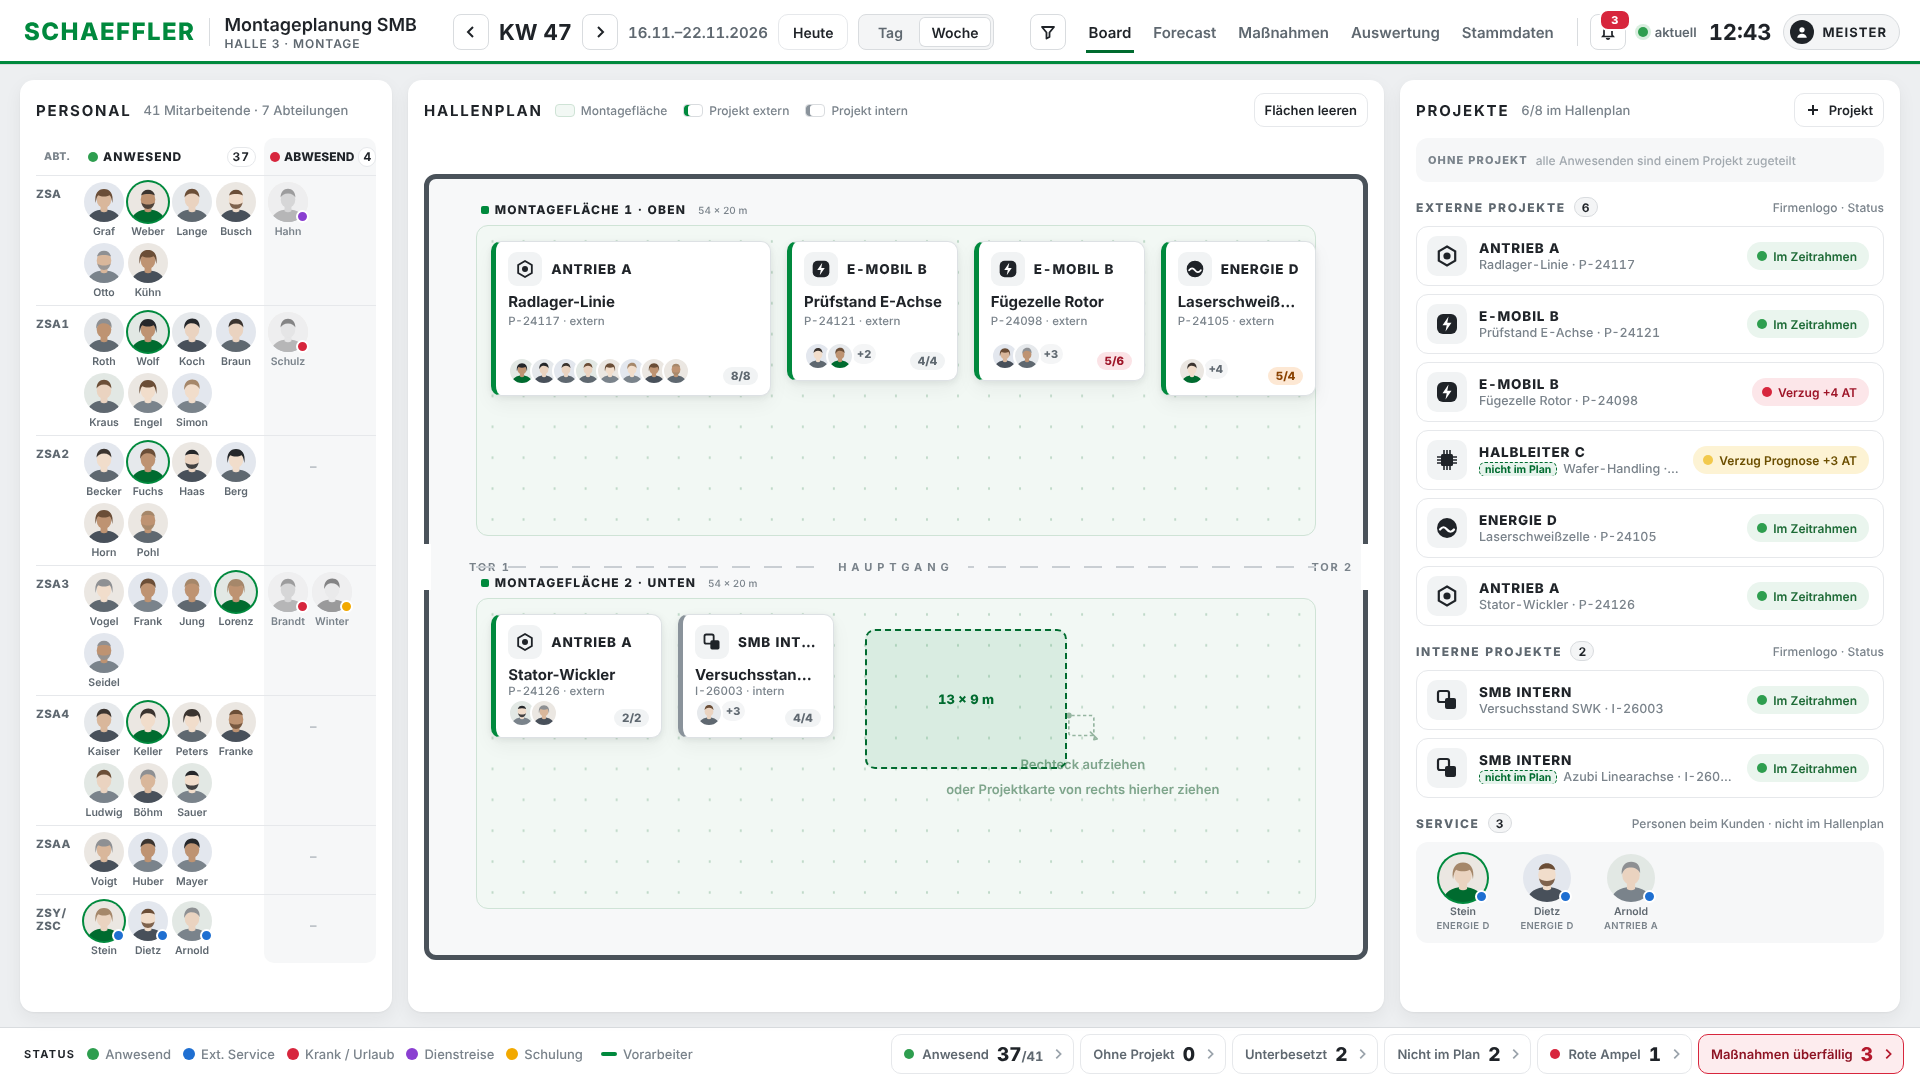 SCHAEFFLER
Montageplanung SMB
HALLE 3 · MONTAGE
KW 47
16.11.–22.11.2026
Heute
Tag
Woche
Board
Forecast
Maßnahmen
Auswertung
Stammdaten
3
aktuell
12:43
MEISTER
PERSONAL
41 Mitarbeitende · 7 Abteilungen
ABT.
ANWESEND
37
ABWESEND
4
ZSA
Graf
Weber
Lange
Busch
Hahn
Otto
Kühn
ZSA1
Roth
Wolf
Koch
Braun
Schulz
Kraus
Engel
Simon
ZSA2
Becker
Fuchs
Haas
Berg
–
Horn
Pohl
ZSA3
Vogel
Frank
Jung
Lorenz
Brandt
Winter
Seidel
ZSA4
Kaiser
Keller
Peters
Franke
–
Ludwig
Böhm
Sauer
ZSAA
Voigt
Huber
Mayer
–
ZSY/
ZSC
Stein
Dietz
Arnold
–
HALLENPLAN
Montagefläche
Projekt extern
Projekt intern
Flächen leeren
MONTAGEFLÄCHE 1 · OBEN
54 × 20 m
ANTRIEB A
Radlager-Linie
P-24117 · extern
8/8
E-MOBIL B
Prüfstand E-Achse
P-24121 · extern
+2
4/4
E-MOBIL B
Fügezelle Rotor
P-24098 · extern
+3
5/6
ENERGIE D
Laserschweiß...
P-24105 · extern
+4
5/4
TOR 1
HAUPTGANG
TOR 2
MONTAGEFLÄCHE 2 · UNTEN
54 × 20 m
ANTRIEB A
Stator-Wickler
P-24126 · extern
2/2
SMB INT...
Versuchsstan...
I-26003 · intern
+3
4/4
13 × 9 m
Rechteck aufziehen
oder Projektkarte von rechts hierher ziehen
PROJEKTE
6/8 im Hallenplan
+ Projekt
OHNE PROJEKT
alle Anwesenden sind einem Projekt zugeteilt
EXTERNE PROJEKTE
6
Firmenlogo · Status
ANTRIEB A
Radlager-Linie · P-24117
Im Zeitrahmen
E-MOBIL B
Prüfstand E-Achse · P-24121
Im Zeitrahmen
E-MOBIL B
Fügezelle Rotor · P-24098
Verzug +4 AT
HALBLEITER C
nicht im Plan
Wafer-Handling ·...
Verzug Prognose +3 AT
ENERGIE D
Laserschweißzelle · P-24105
Im Zeitrahmen
ANTRIEB A
Stator-Wickler · P-24126
Im Zeitrahmen
INTERNE PROJEKTE
2
Firmenlogo · Status
SMB INTERN
Versuchsstand SWK · I-26003
Im Zeitrahmen
SMB INTERN
nicht im Plan
Azubi Linearachse · I-260...
Im Zeitrahmen
SERVICE
3
Personen beim Kunden · nicht im Hallenplan
Stein
ENERGIE D
Dietz
ENERGIE D
Arnold
ANTRIEB A
STATUS
Anwesend
Ext. Service
Krank / Urlaub
Dienstreise
Schulung
Vorarbeiter
Anwesend 37/41
Ohne Projekt 0
Unterbesetzt 2
Nicht im Plan 2
Rote Ampel 1
Maßnahmen überfällig 3